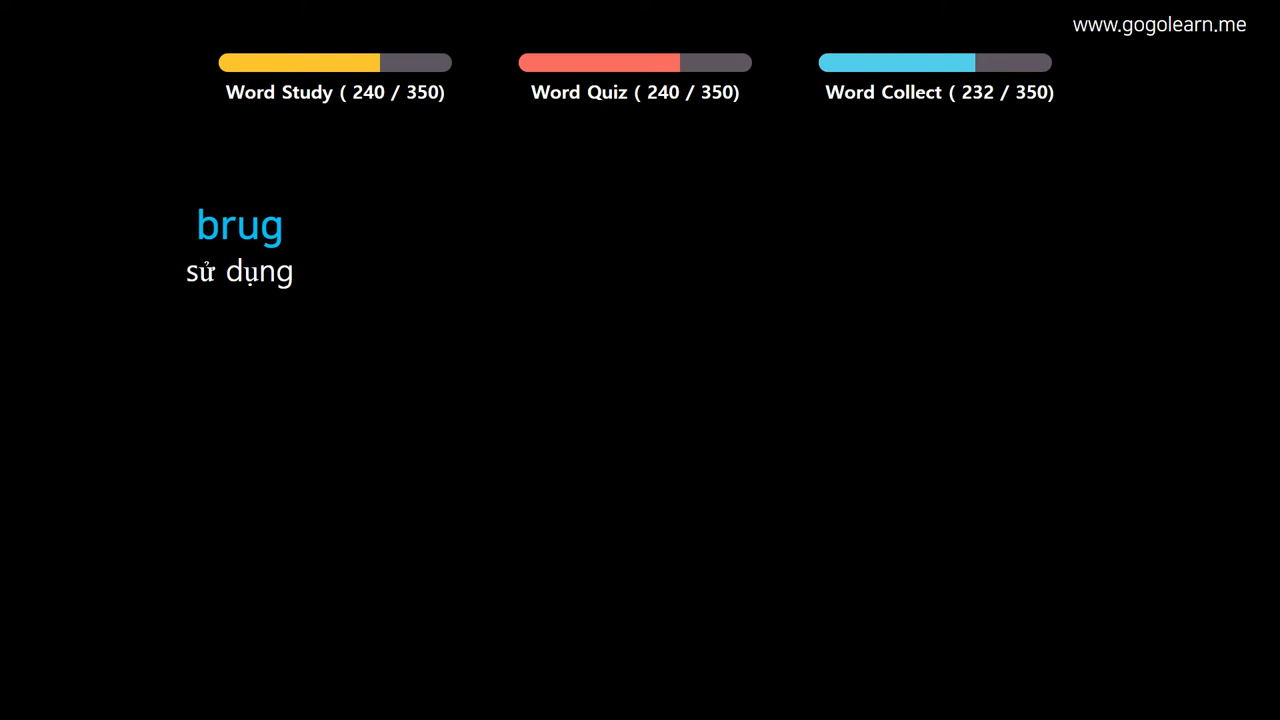 www.gogolearn.me
Word Study ( 240 / 350)
Word Quiz ( 240 / 350)
Word Collect ( 232 / 350)
brug
sử dụng